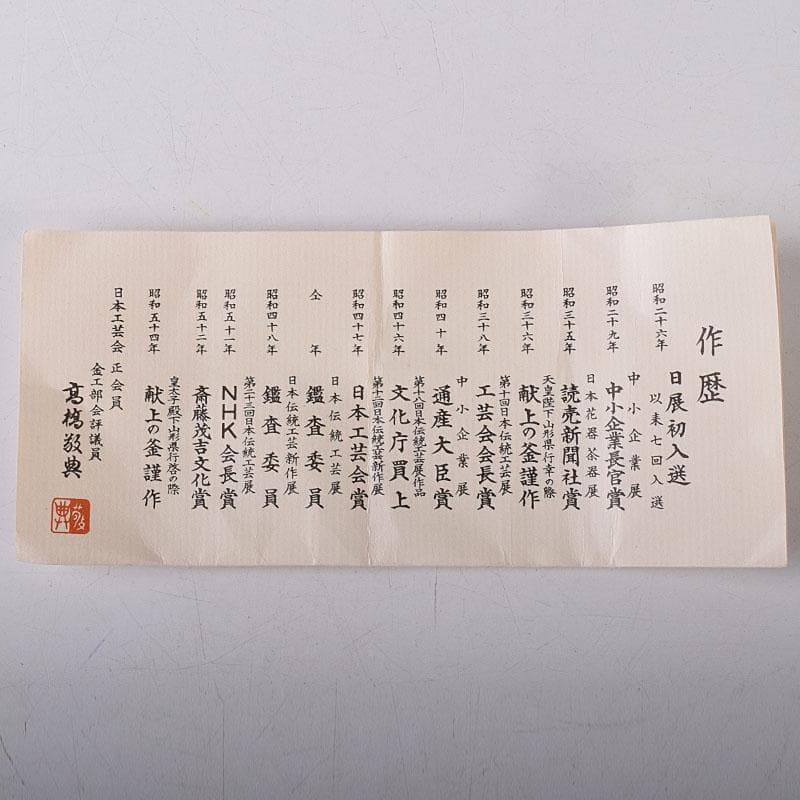 作歴
昭和二十六年 日展初入選
以来七回入選
中小企業展
昭和二十九年 中小企業長官賞
日本花器茶器展
昭和三十五年 読売新聞社賞
天皇陛下山形県行幸の際
昭和三十六年 献上の釜謹作
第十回日本伝統工芸展
昭和三十八年 工芸会会長賞
中小企業展
昭和四十年 通産大臣賞
第十八回日本伝統工芸展作品
昭和四十六年 文化庁買上
第十二回日本伝統工芸新作展
昭和四十七年 日本工芸会賞
日本伝統工芸展
仝年 鑑査委員
日本伝統工芸新作展
昭和四十八年 鑑査委員
第二十三回日本伝統工芸展
昭和五十一年 NHK会長賞
昭和五十二年 斎藤茂吉文化賞
皇太子殿下山形県行啓の際
昭和五十四年 献上の釜謹作
日本工芸会 正会員
金工部会評議員
髙橋敬典
敬典